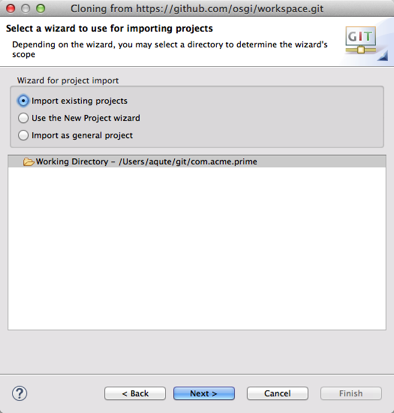 Cloning from https://github.com/osgi/workspace.git
Select a wizard to use for importing projects
Depending on the wizard, you may select a directory to determine the wizard's
scope
GIT
Wizard for project import
Import existing projects
Use the New Project wizard
Import as general project
Working Directory - /Users/aqute/git/com.acme.prime
?
< Back
Next >
Cancel
Finish